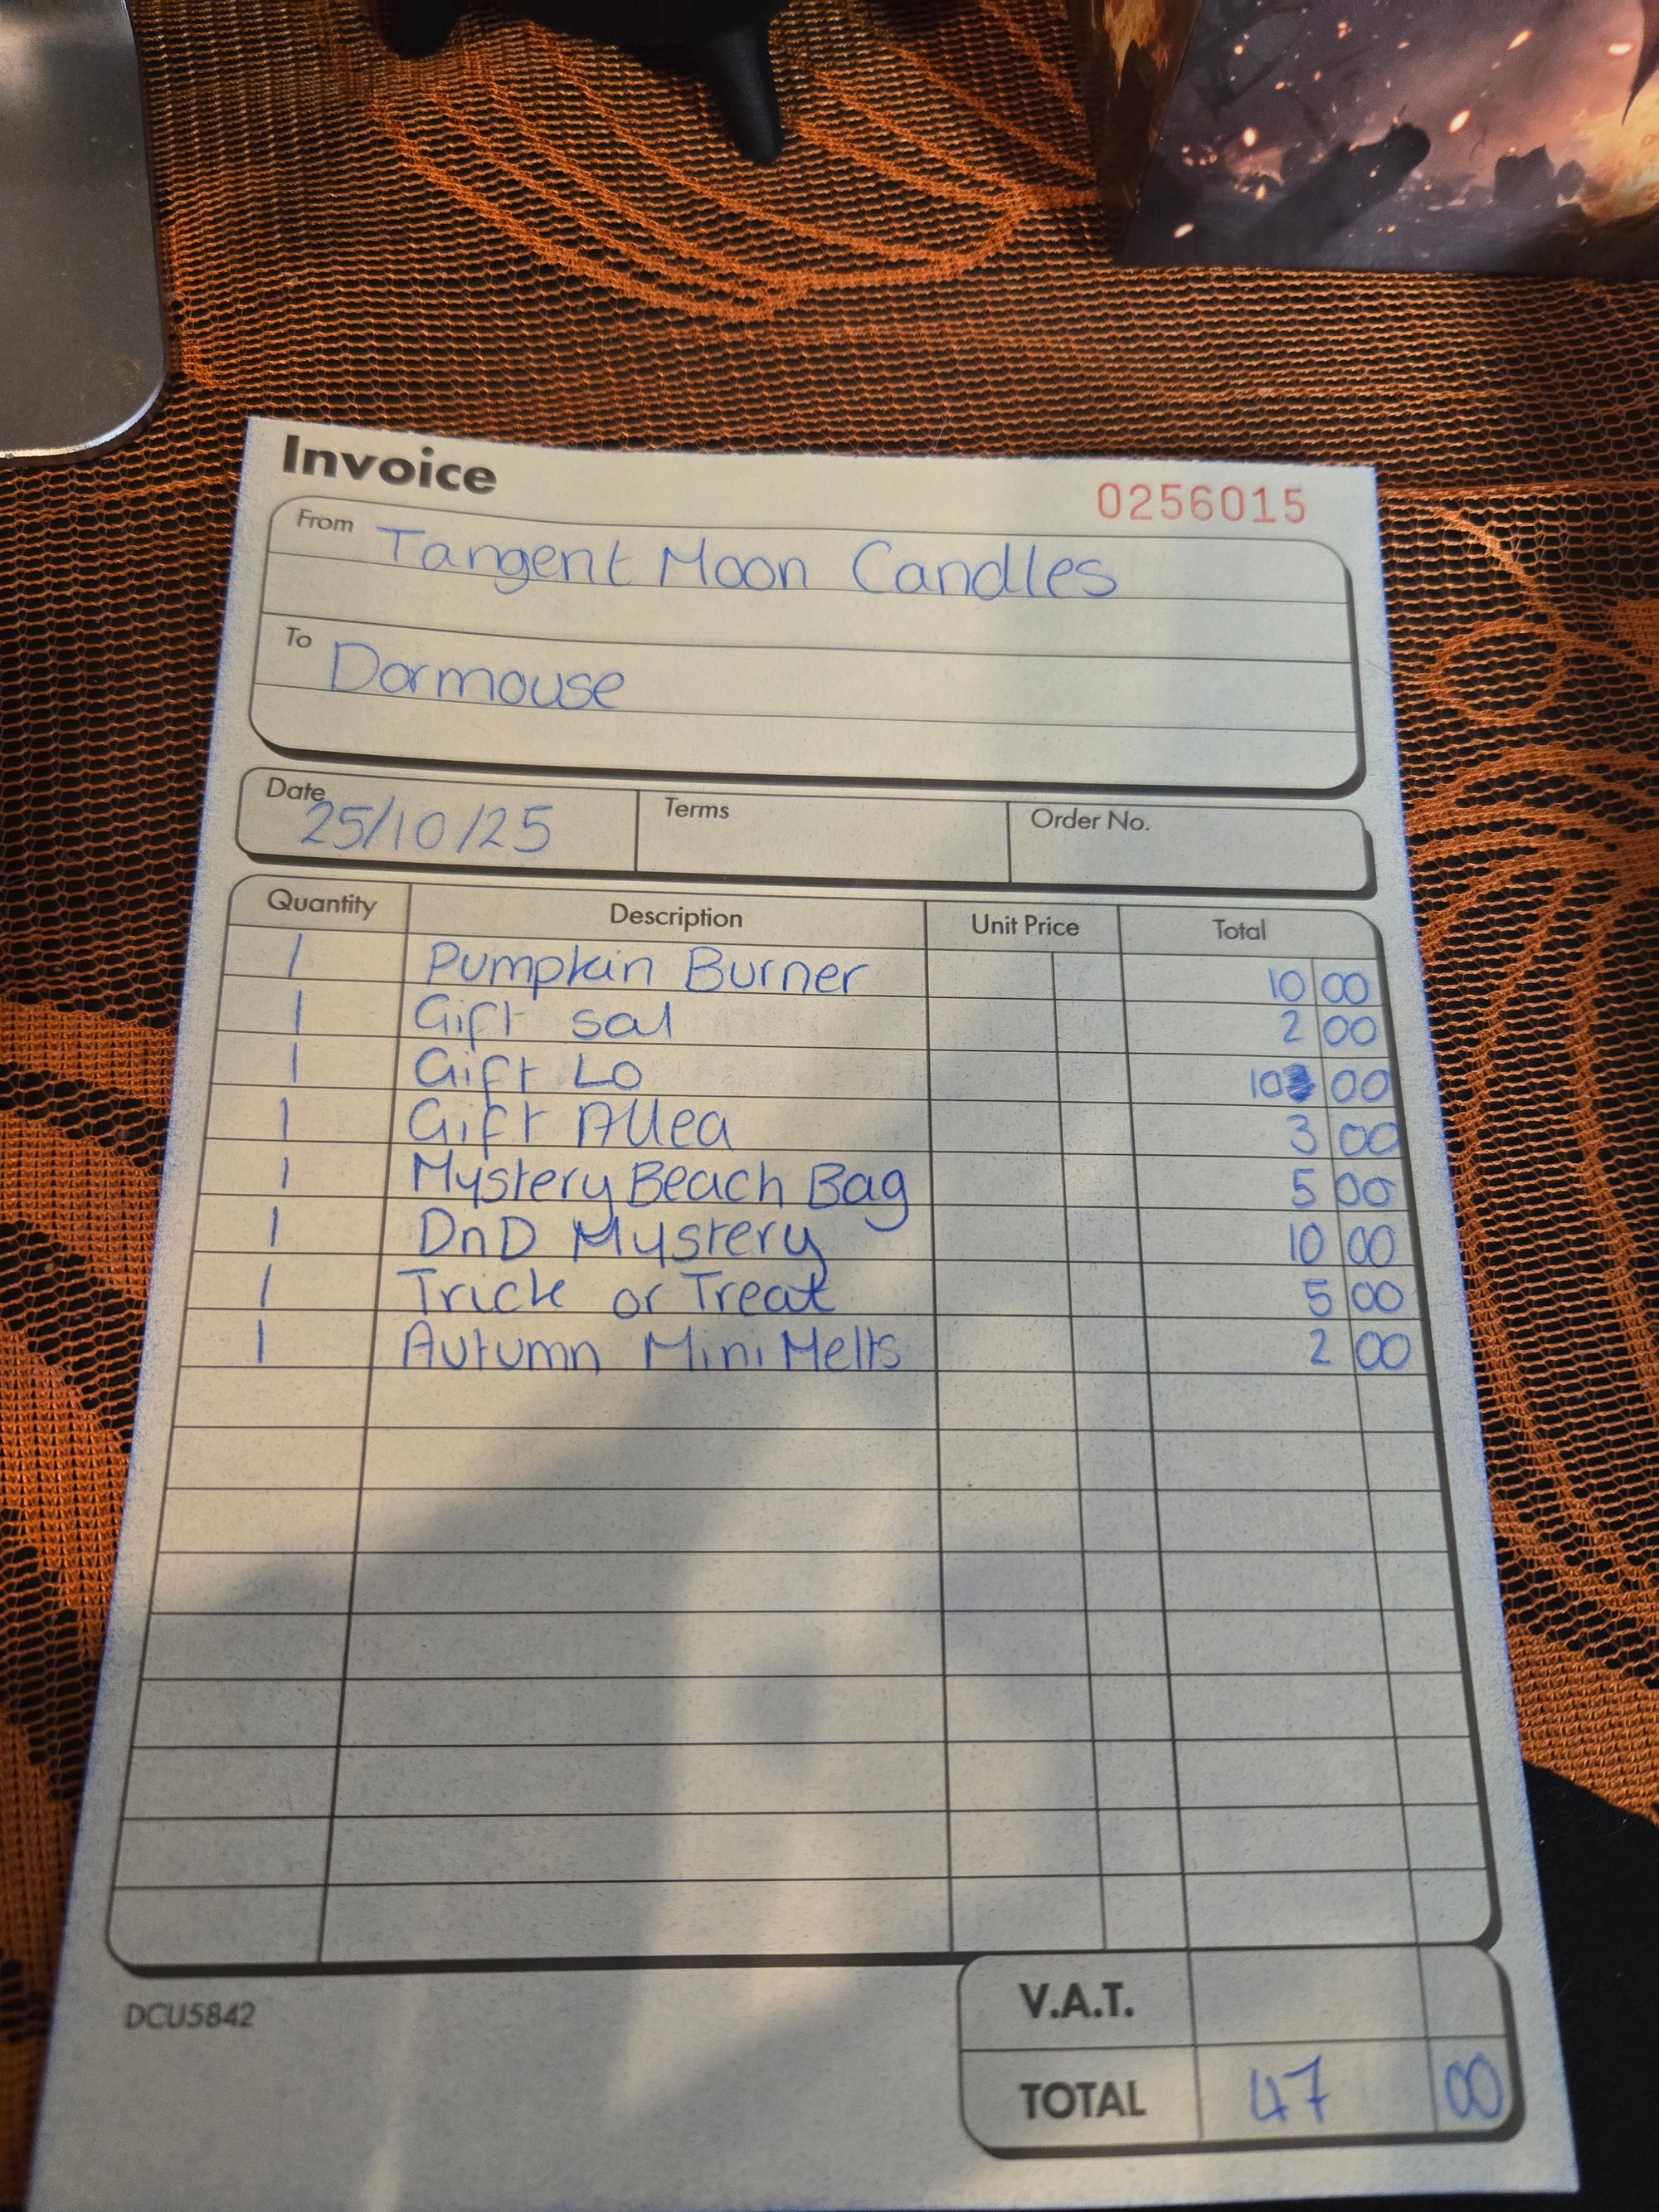 Invoice
0256015
From Tangent Moon Candles
To Dormouse
Date 25/10/25 Terms Order No.
Quantity Description Unit Price Total
1 Pumpkin Burner 10 00
1 Gift sal 2 00
1 Gift Lo 10 00
1 Gift 3 00
1 Mystery Beach Bag 5 00
1 DnD Mystery 10 00
1 Trick or Treat 5 00
1 Autumn Mini Melts 2 00
V.A.T.
DCU5842
TOTAL 47 00